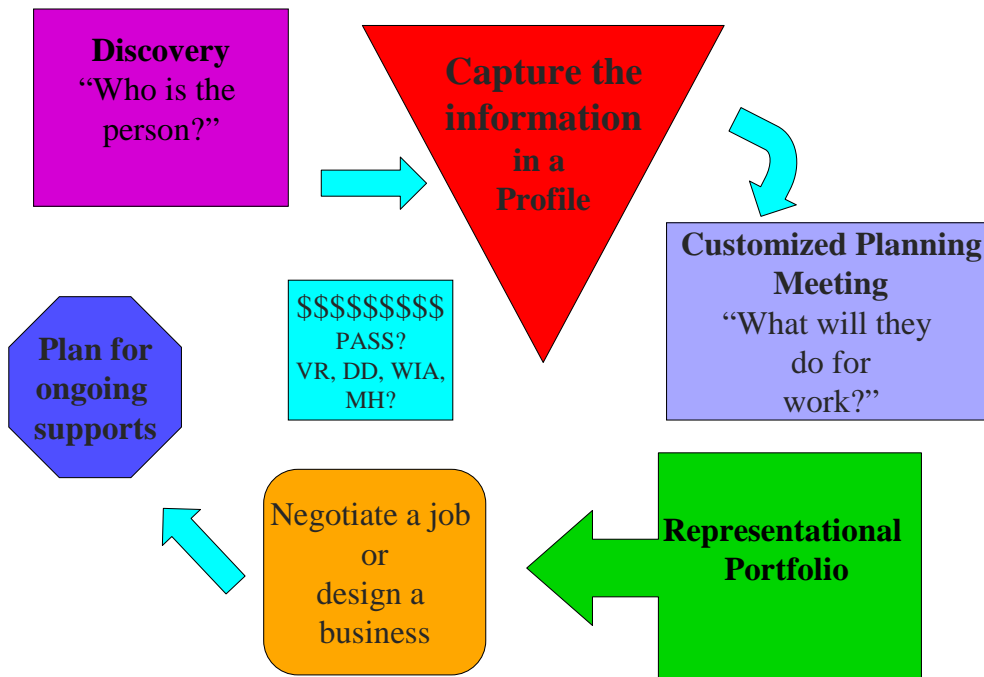 Discovery
“Who is the
person?”
Capture the
information
in a
Profile
Customized Planning
Meeting
“What will they
do for
work?”
$$$$$$$$$
PASS?
VR, DD, WIA,
MH?
Plan for
ongoing
supports
Negotiate a job
or
design a
business
Representational
Portfolio